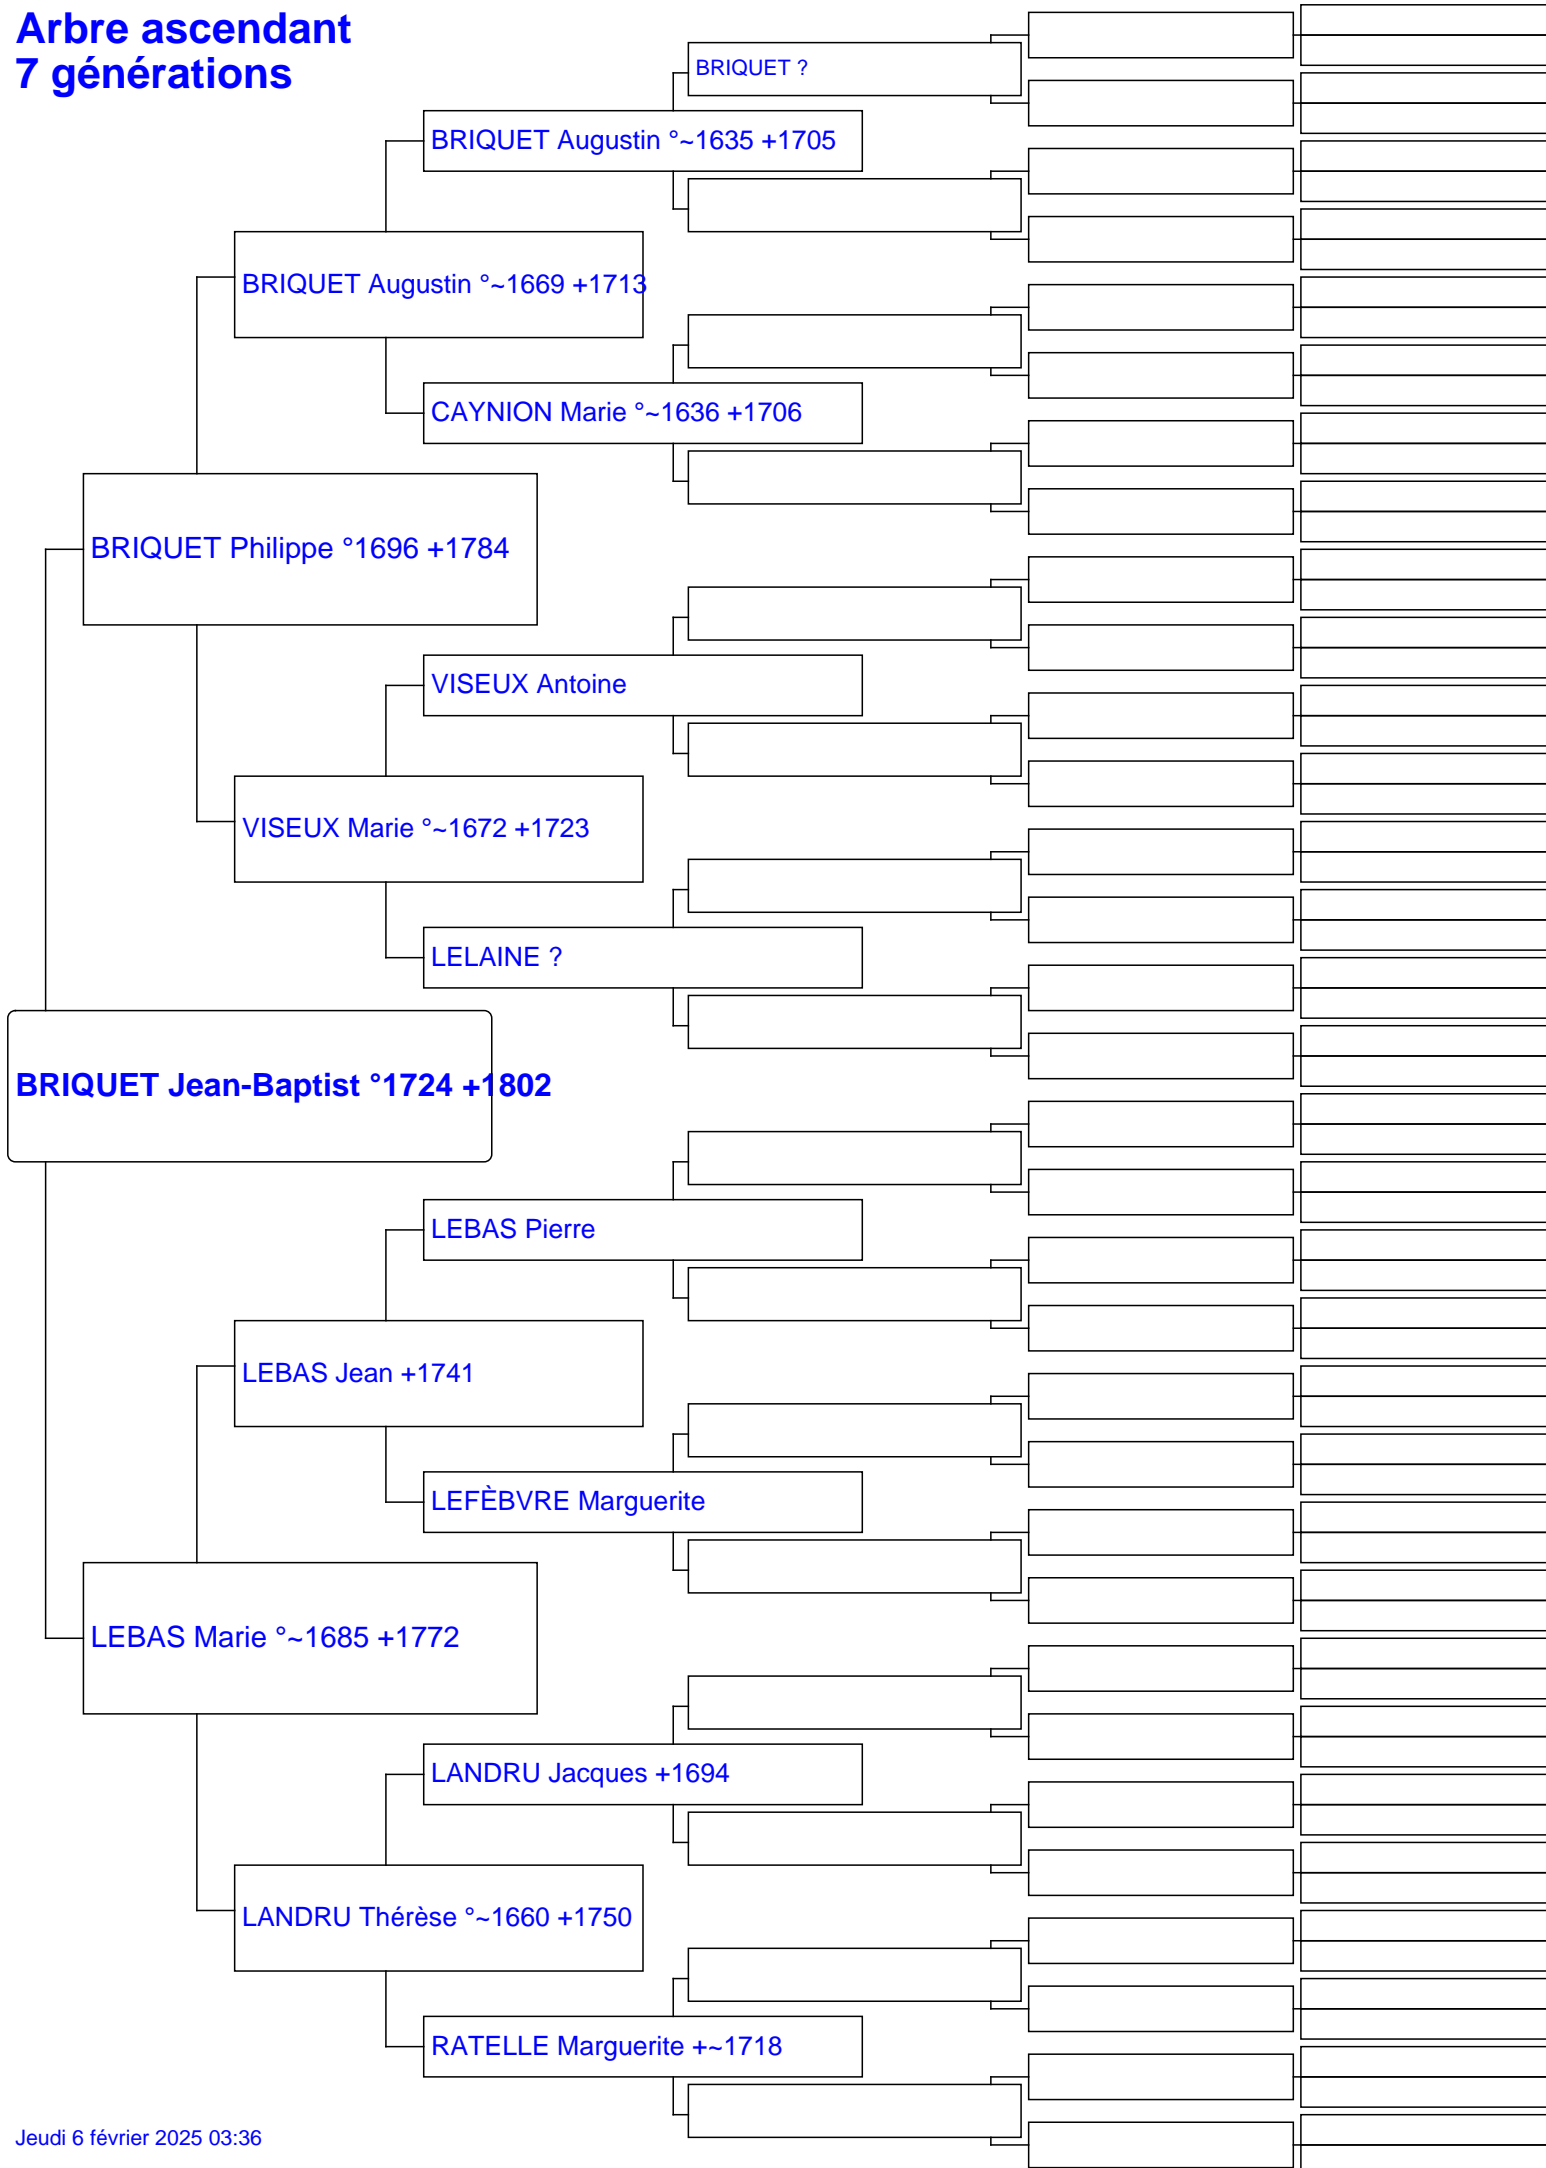 Arbre ascendant
7 générations
BRIQUET ?
BRIQUET Augustin °~1635 +1705
BRIQUET Augustin °~1669 +1713
CAYNION Marie °~1636 +1706
BRIQUET Philippe °1696 +1784
VISEUX Antoine
VISEUX Marie °~1672 +1723
LELAINE ?
BRIQUET Jean-Baptist °1724 +1802
LEBAS Pierre
LEBAS Jean +1741
LEFÈBVRE Marguerite
LEBAS Marie °~1685 +1772
LANDRU Jacques +1694
LANDRU Thérèse °~1660 +1750
RATELLE Marguerite +~1718
Jeudi 6 février 2025 03:36